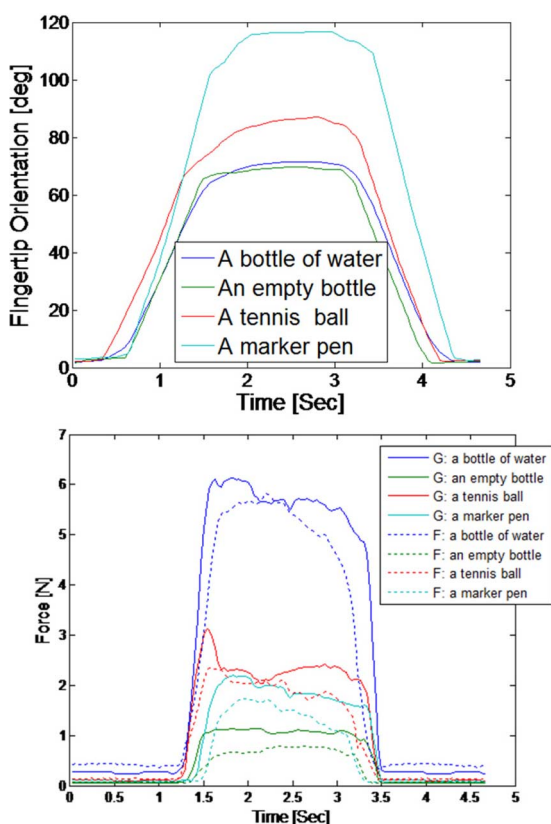 120
100
80
60
40
20
0
Fingertip Orientation [deg]
A bottle of water
An empty bottle
A tennis ball
A marker pen
0 1 2 3 4 5
Time [Sec]
7
6
5
4
3
2
1
0
Force [N]
G: a bottle of water
G: an empty bottle
G: a tennis ball
G: a marker pen
F: a bottle of water
F: an empty bottle
F: a tennis ball
F: a marker pen
0 0.5 1 1.5 2 2.5 3 3.5 4 4.5 5
Time [Sec]